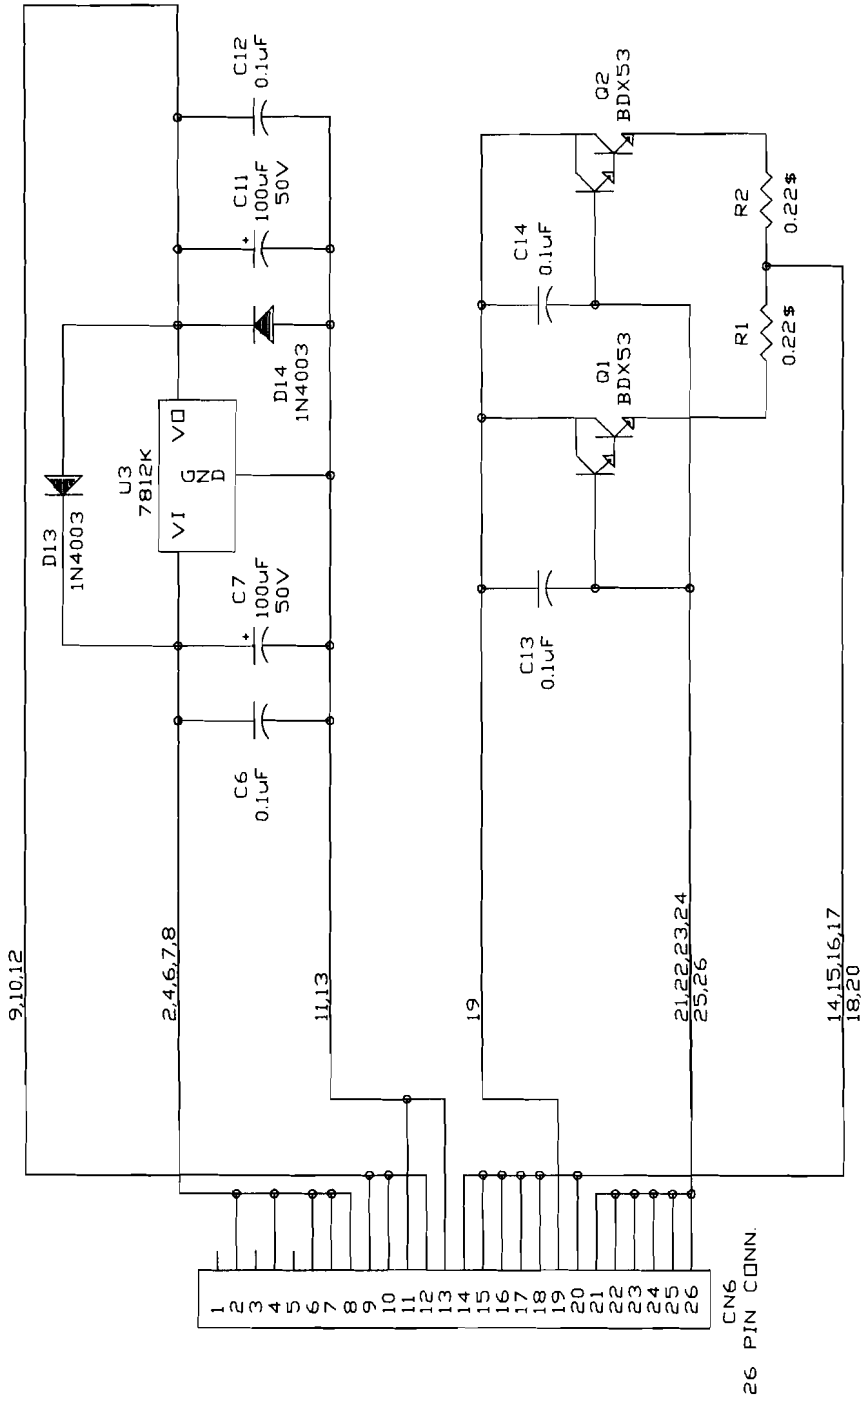 9,10,12
D13
1N4003
2,4,6,7,8
C6
0.1uF
C7
+
100uF
50V
U3
7812K
VI
GND
VO
D14
1N4003
C11
+
100uF
50V
C12
0.1uF
11,13
19
C13
0.1uF
Q1
BDX53
C14
0.1uF
Q2
BDX53
21,22,23,24
25,26
R1
0.22$
R2
0.22$
14,15,16,17
18,20
1
2
3
4
5
6
7
8
9
10
11
12
13
14
15
16
17
18
19
20
21
22
23
24
25
26
CN6
26 PIN CONN.